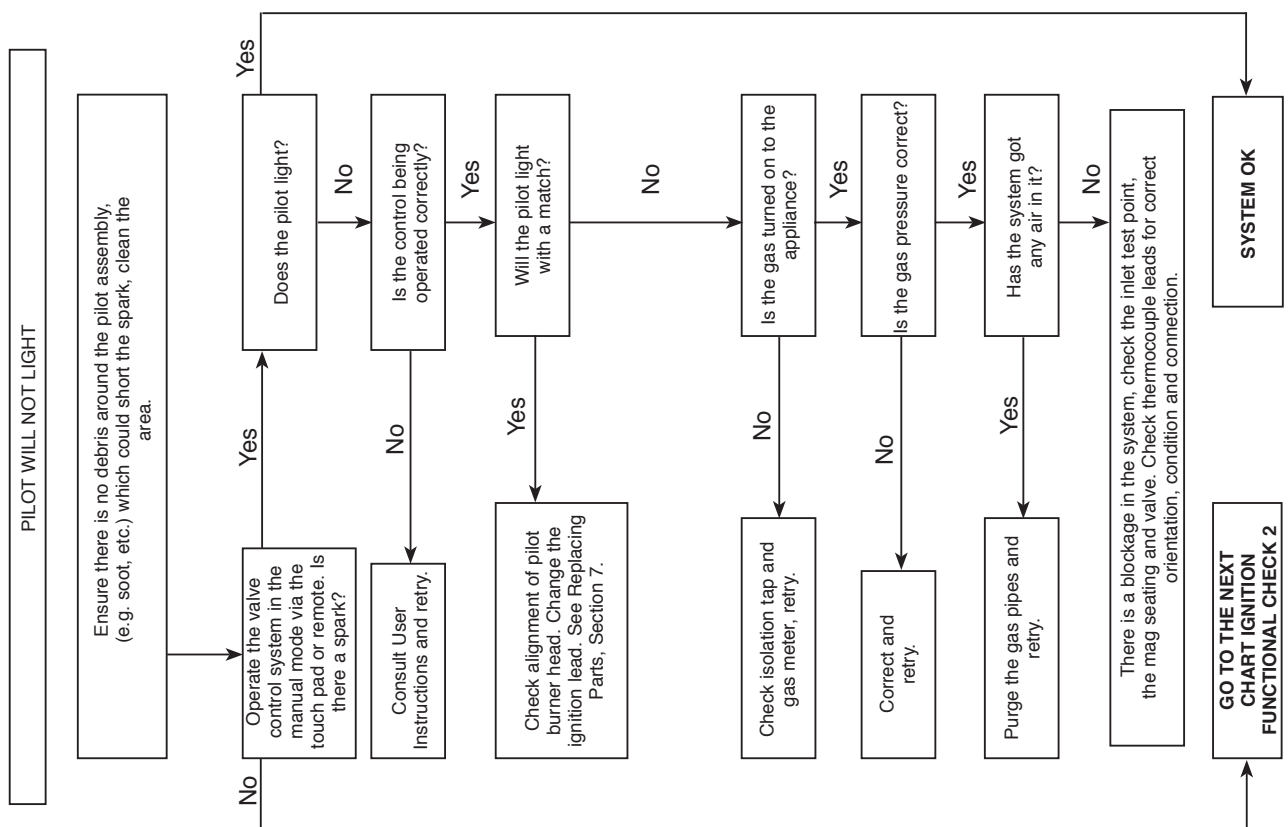 PILOT WILL NOT LIGHT
Ensure there is no debris around the pilot assembly,
(e.g. soot, etc.) which could short the spark, clean the
area.
Operate the valve
control system in the
manual mode via the
touch pad or remote. Is
there a spark?
Yes
No
Does the pilot light?
Yes
No
Is the control being
operated correctly?
No
Consult User
Instructions and retry.
Yes
Will the pilot light
with a match?
Yes
Check alignment of pilot
burner head. Change the
ignition lead. See Replacing
Parts, Section 7.
No
Is the gas turned on to the
appliance?
No
Check isolation tap and
gas meter, retry.
Yes
Is the gas pressure correct?
No
Correct and
retry.
Yes
Has the system got
any air in it?
Yes
Purge the gas pipes and
retry.
No
There is a blockage in the system, check the inlet test point,
the mag seating and valve. Check thermocouple leads for correct
orientation, condition and connection.
GO TO THE NEXT
CHART IGNITION
FUNCTIONAL CHECK 2
SYSTEM OK